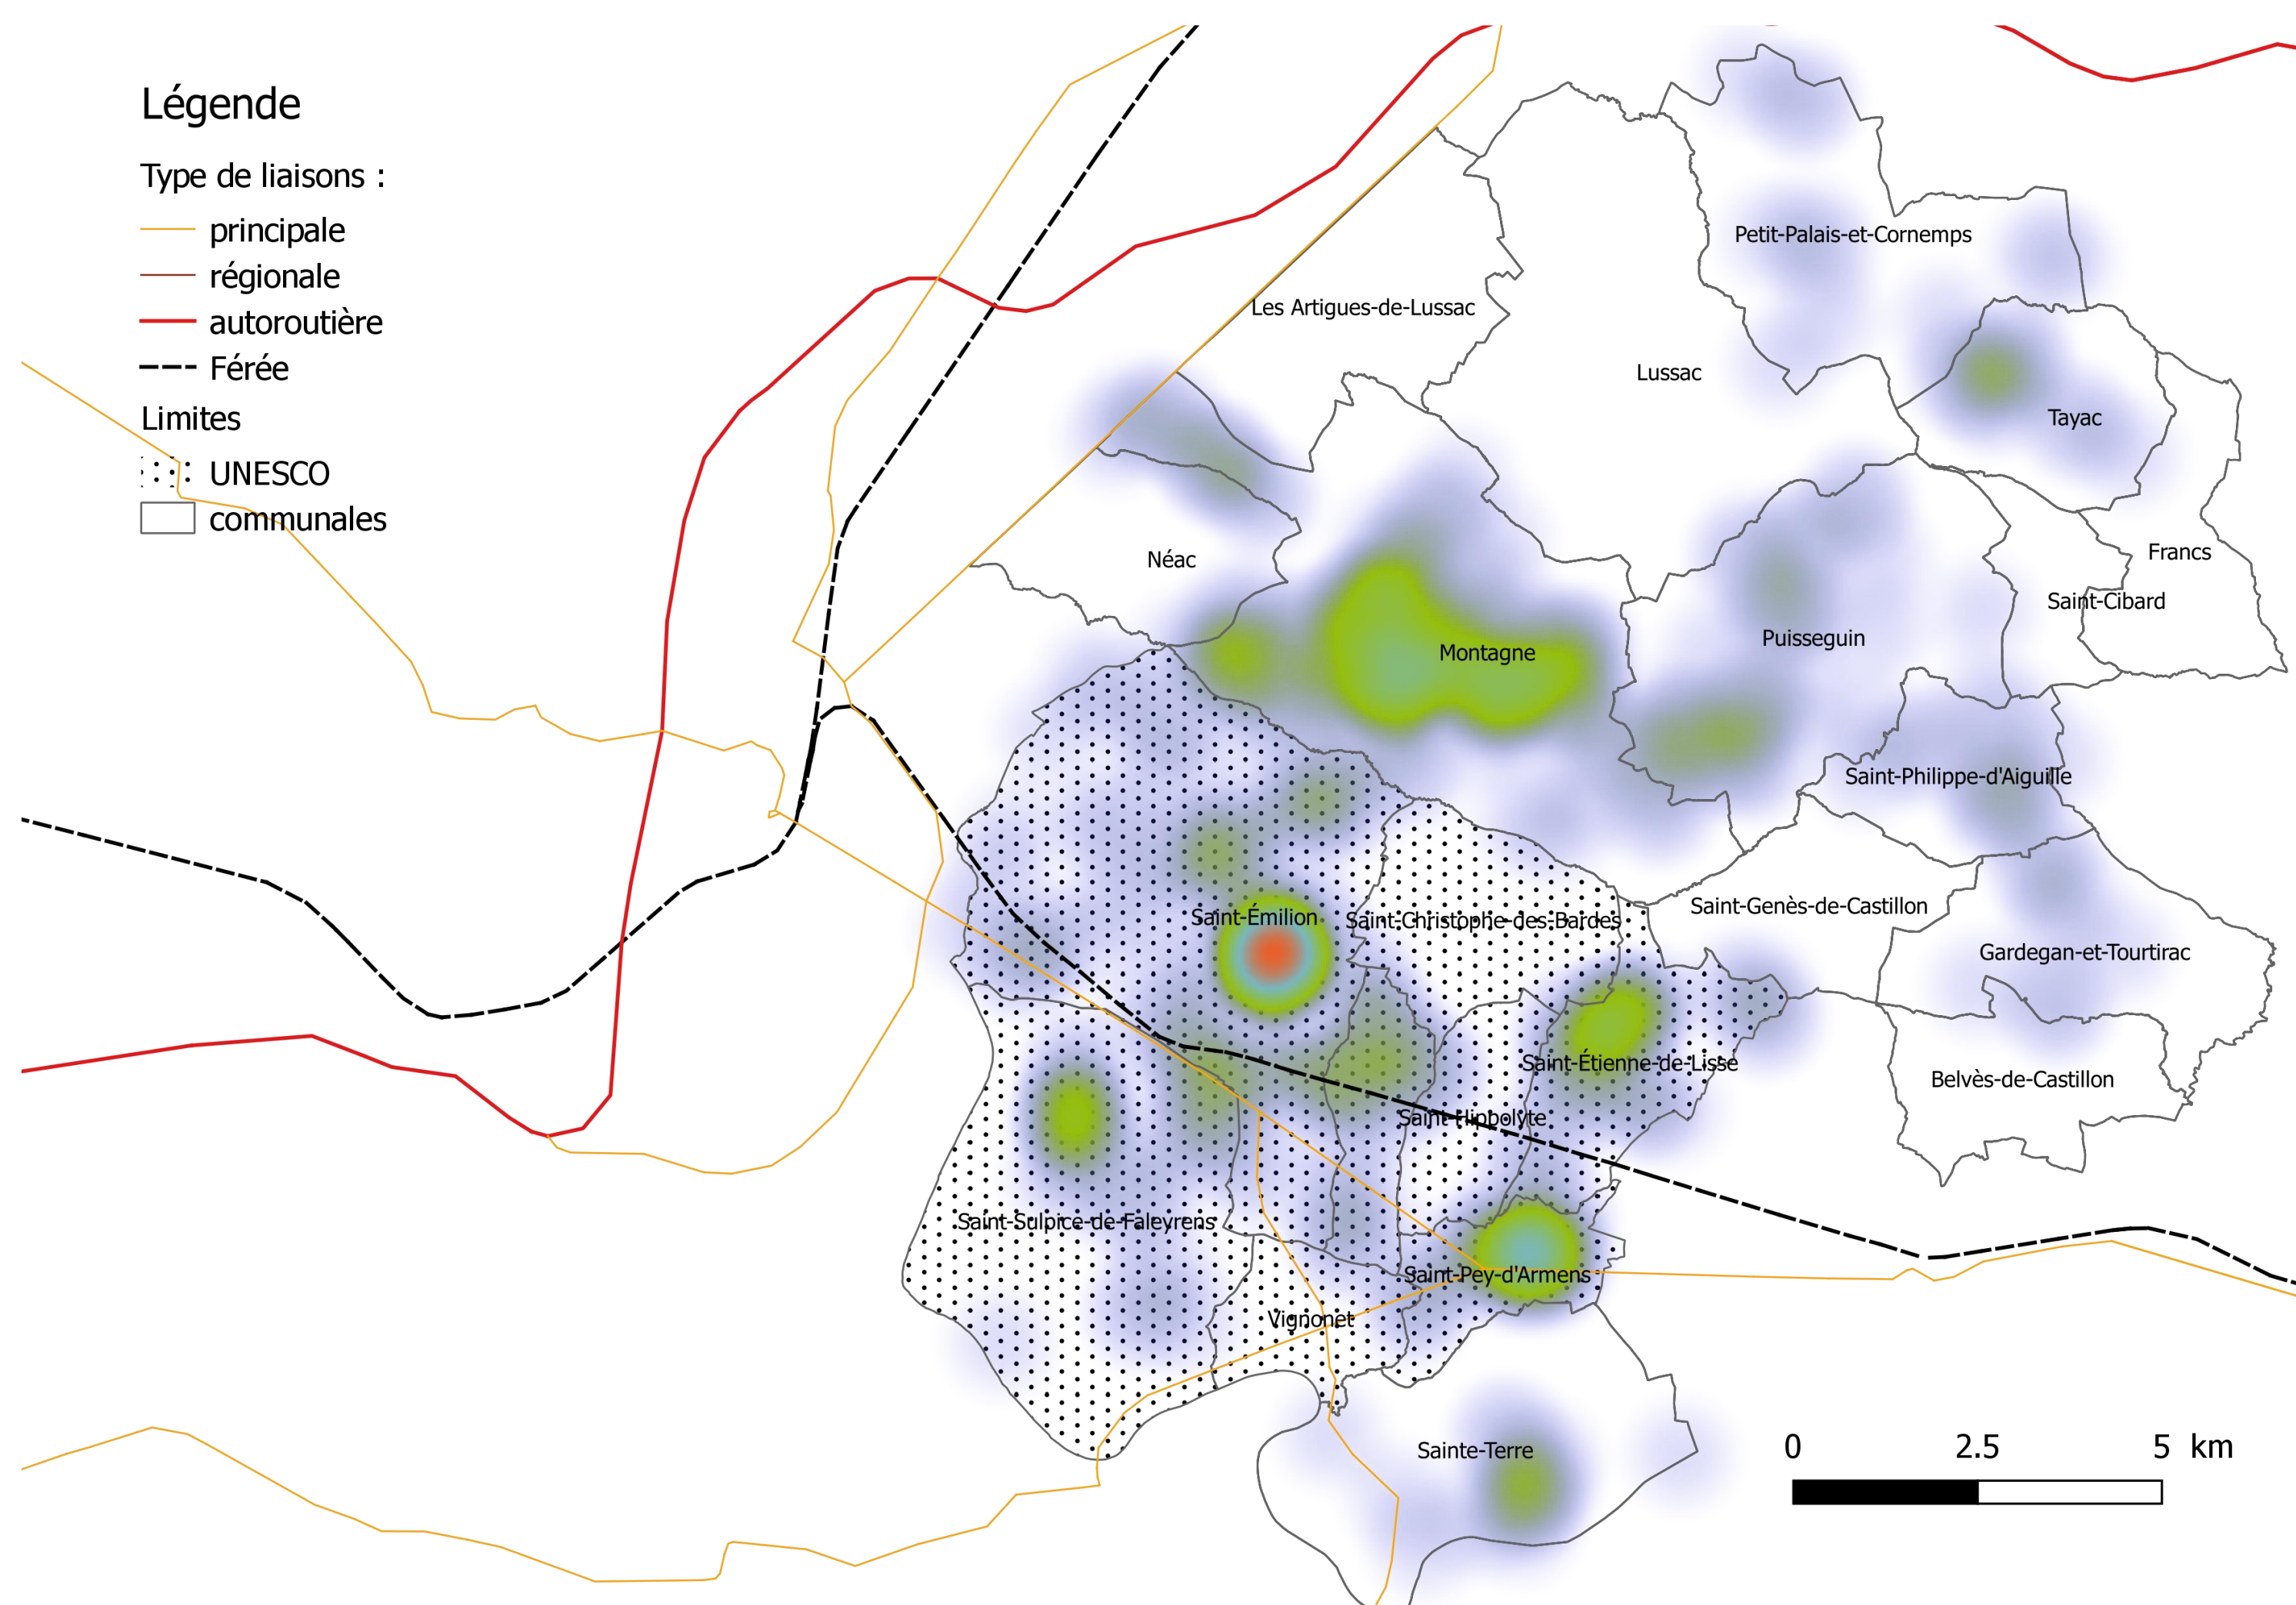 Légende
Type de liaisons :
principale
régionale
autoroutière
Férée
Limites
UNESCO
communales
Petit-Palais-et-Cornemps
Les Artigues-de-Lussac
Lussac
Tayac
Néac
Francs
Saint-Cibard
Montagne
Puisseguin
Saint-Philippe-d'Aiguille
Saint-Émilion
Saint-Christophe-des-Bardes
Saint-Genès-de-Castillon
Gardegan-et-Tourtirac
Saint-Étienne-de-Lisse
Belvès-de-Castillon
Saint-Hippolyte
Saint-Sulpice-de-Faleyrens
Saint-Pey-d'Armens
Vignonet
Sainte-Terre
0 2.5 5 km